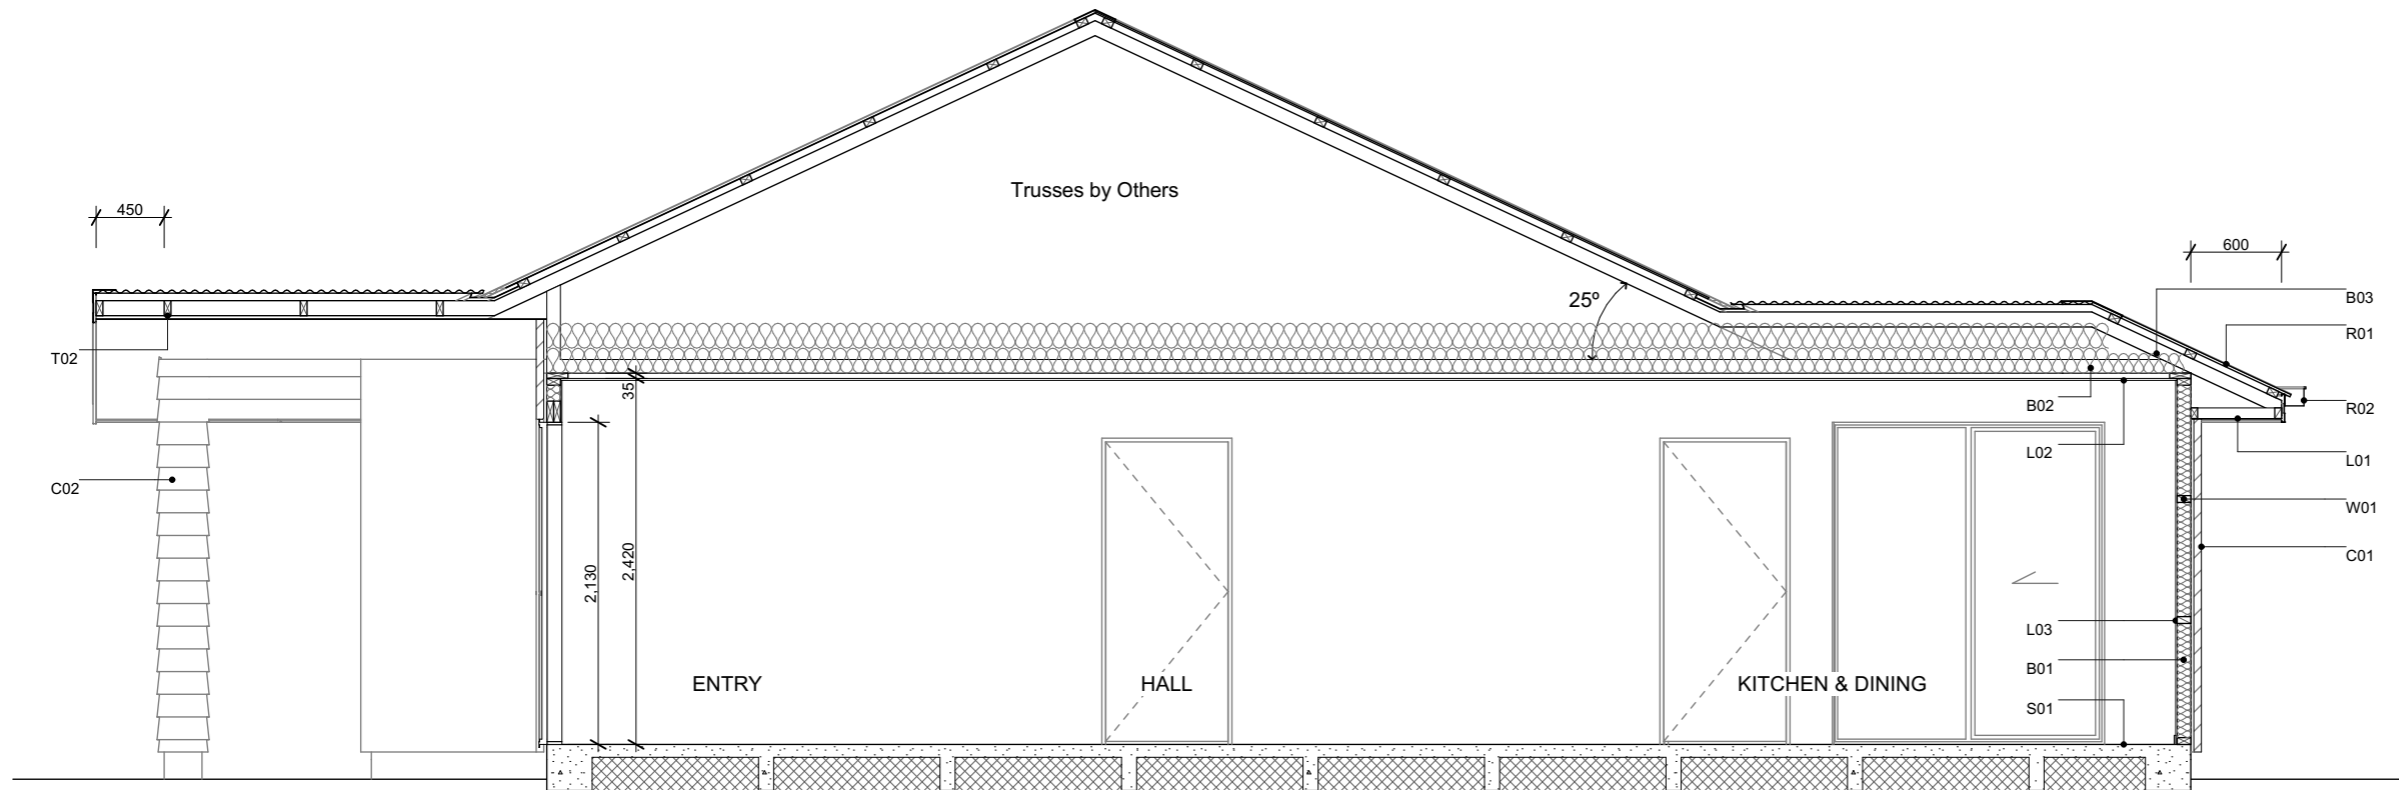 Trusses by Others
450
600
25º
B03
R01
T02
35
B02
R02
L02
L01
C02
W01
2,130
2,420
C01
L03
B01
ENTRY
HALL
KITCHEN & DINING
S01